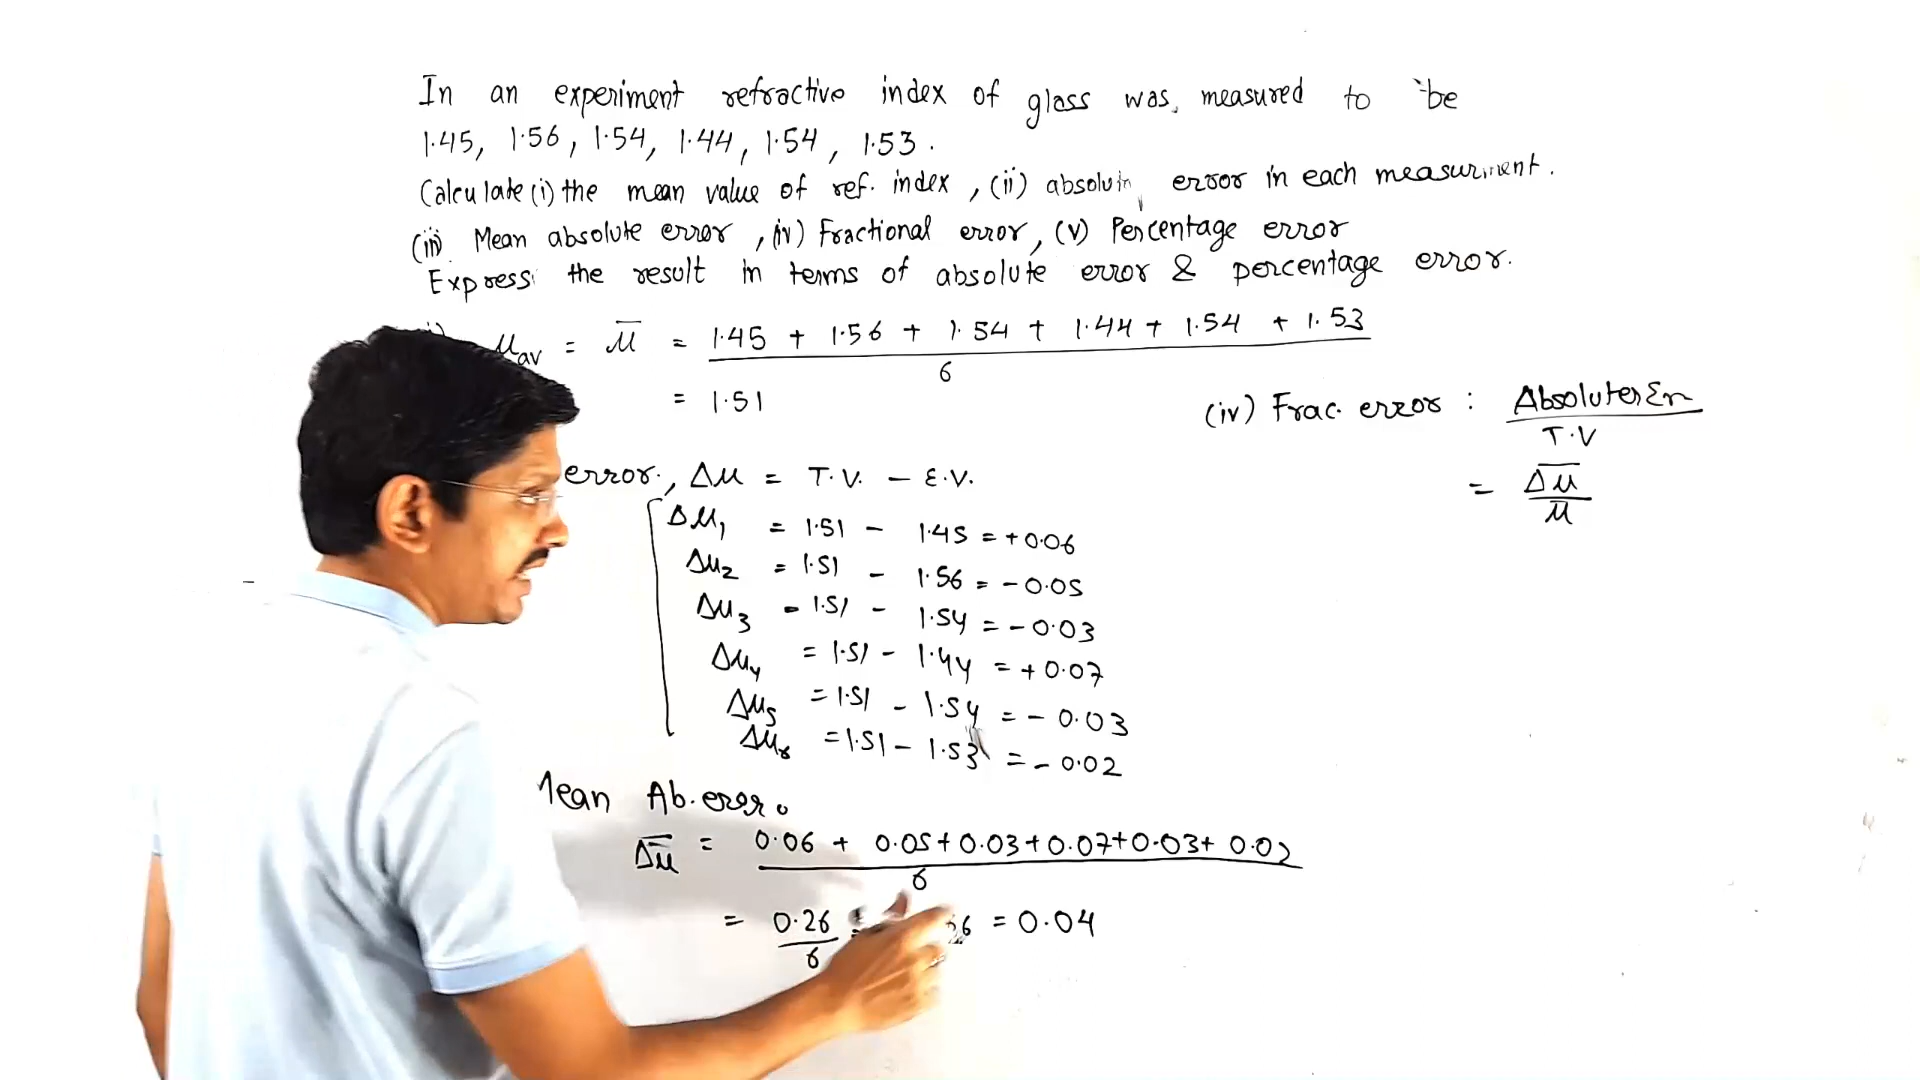 In an experiment refractive index of glass was measured to be
1.45, 1.56, 1.54, 1.44, 1.54, 1.53.
Calculate (i) the mean value of ref. index, (ii) error in each measurment.
(iii) Mean absolute error, (iv) Fractional error, (v) Percentage error
Express the result in terms of absolute error & percentage error.
μav = μ̄ = 1.45 + 1.56 + 1.54 + 1.44 + 1.54 + 1.53
6
= 1.51
error, Δμ = T.V. – E.V.
Δμ1 = 1.51 – 1.45 = +0.06
Δμ2 = 1.51 – 1.56 = –0.05
Δμ3 = 1.51 – 1.54 = –0.03
Δμ4 = 1.51 – 1.44 = +0.07
Δμ5 = 1.51 – 1.54 = –0.03
= 1.51 – 1.53 = –0.02
Mean Ab. error
Δμ̄ = 0.06 + 0.05 + 0.03 + 0.07 + 0.03 + 0.02
6
= 0.26 = 0.04
6
(iv) Frac. error :
T.V
= Δμ̄
μ̄